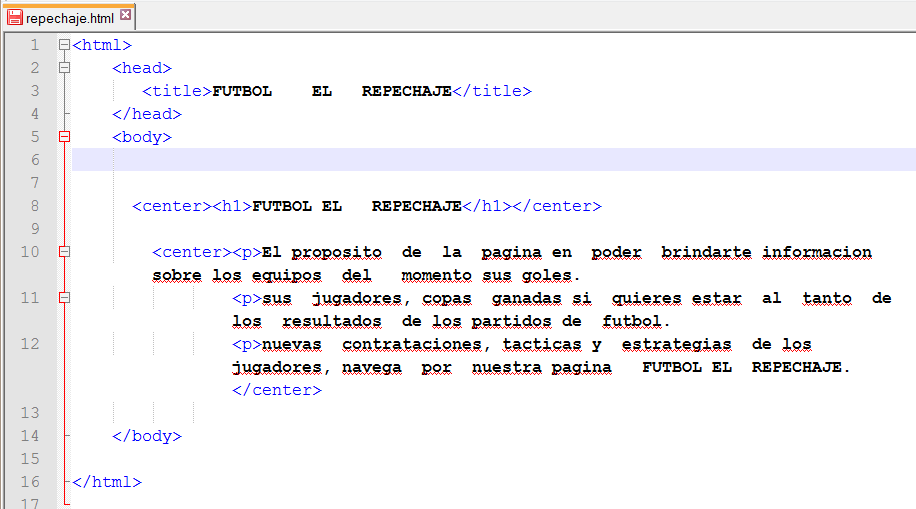 repechaje.html
1 <html>
2 <head>
3 <title>FUTBOL EL REPECHAJE</title>
4 </head>
5 <body>
6
7
8 <center><h1>FUTBOL EL REPECHAJE</h1></center>
9
10 <center><p>El proposito de la pagina en poder brindarte informacion
sobre los equipos del momento sus goles.
11 <p>sus jugadores, copas ganadas si quieres estar al tanto de
los resultados de los partidos de futbol.
12 <p>nuevas contrataciones, tacticas y estrategias de los
jugadores, navega por nuestra pagina FUTBOL EL REPECHAJE.
</center>
13
14 </body>
15
16 </html>
17